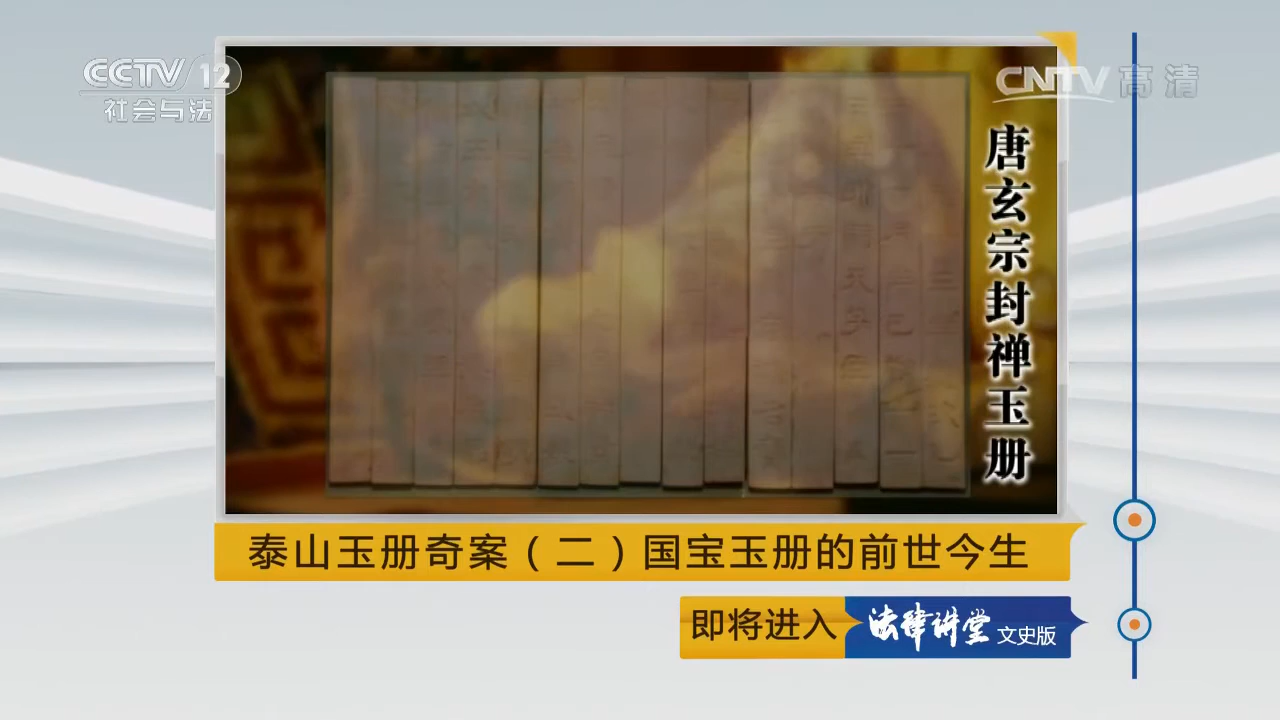 CCTV 12
社会与法
CNTV 高清
唐玄宗封禅玉册
泰山玉册奇案（二）国宝玉册的前世今生
即将进入
法律讲堂 文史版